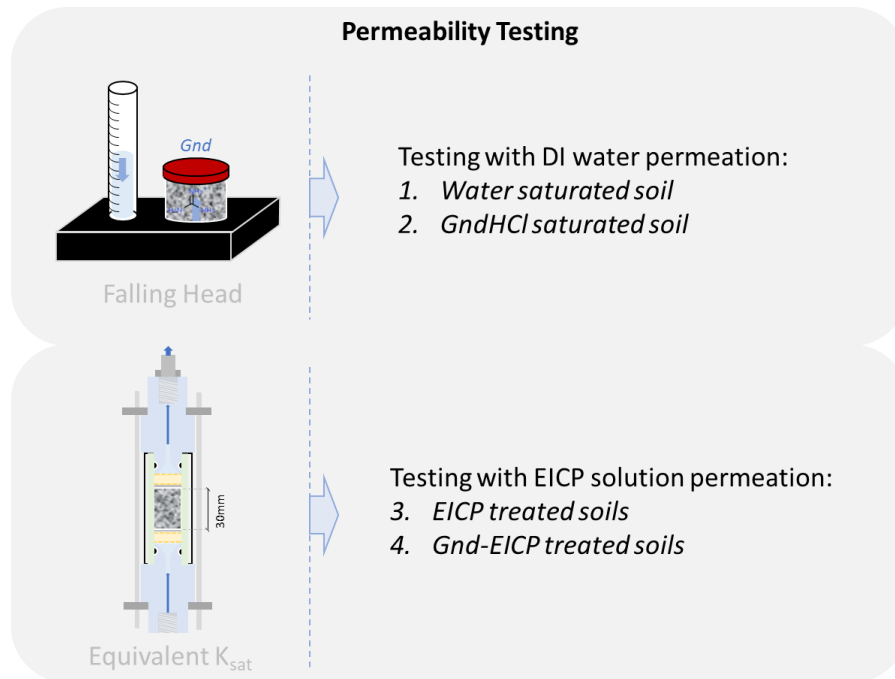 Permeability Testing
Gnd
Falling Head
Testing with DI water permeation:
1. Water saturated soil
2. GndHCl saturated soil
30mm
Equivalent Ksat
Testing with EICP solution permeation:
3. EICP treated soils
4. Gnd-EICP treated soils